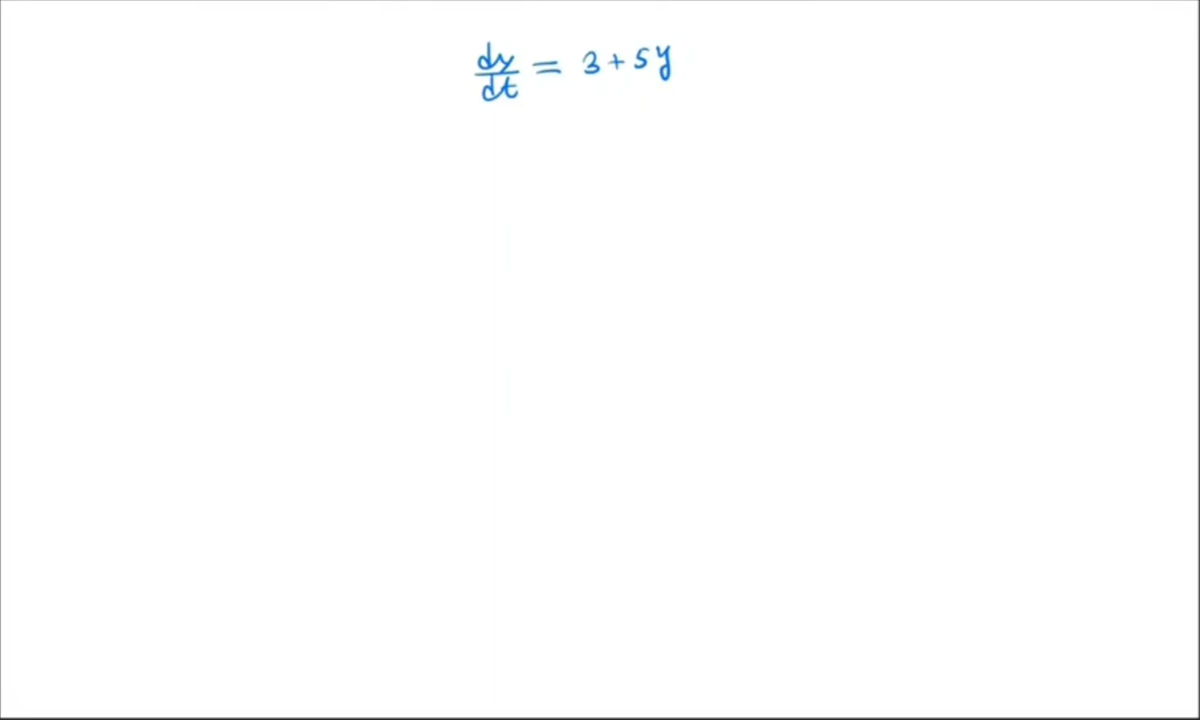 dy/dt = 3 + 5y